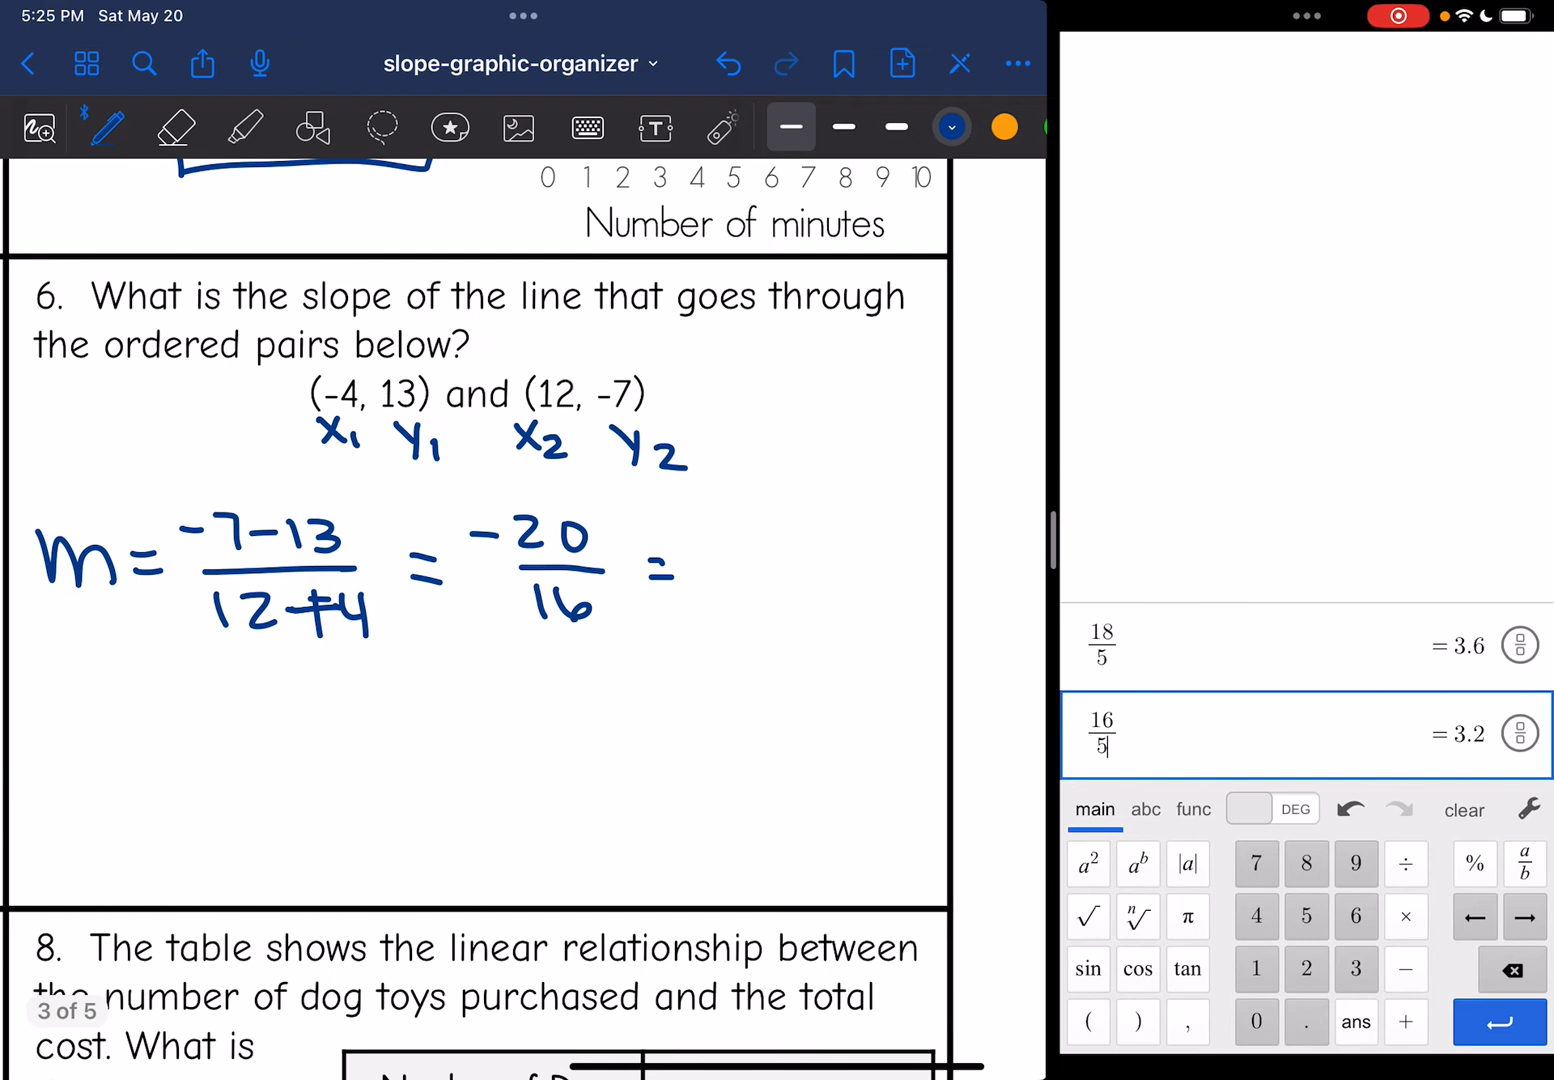 5:25 PM Sat May 20
slope-graphic-organizer
T
0 1 2 3 4 5 6 7 8 9 10
Number of minutes
6. What is the slope of the line that goes through
the ordered pairs below?
(-4, 13) and (12, -7)
x₁ y₁ x₂ y₂
m = -7-13 / 12-+4 = -20 / 16 =
8. The table shows the linear relationship between
the number of dog toys purchased and the total
3 of 5
cost. What is
18/5 = 3.6
16/5 = 3.2
main abc func DEG clear
a² aᵇ |a| 7 8 9 ÷ % a/b
√ ⁿ√ π 4 5 6 × ← →
sin cos tan 1 2 3 −
( ) , 0 . ans +